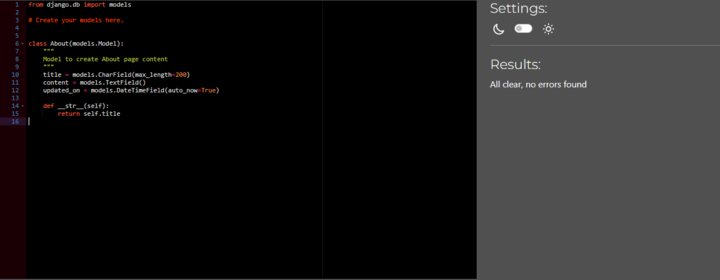 1 from django.db import models
2
3 # Create your models here.
4
5
6 class About(models.Model):
7 """
8 Model to create About page content
9 """
10 title = models.CharField(max_length=200)
11 content = models.TextField()
12 updated_on = models.DateTimeField(auto_now=True)
13
14 def __str__(self):
15 return self.title
16
Settings:
Results:
All clear, no errors found